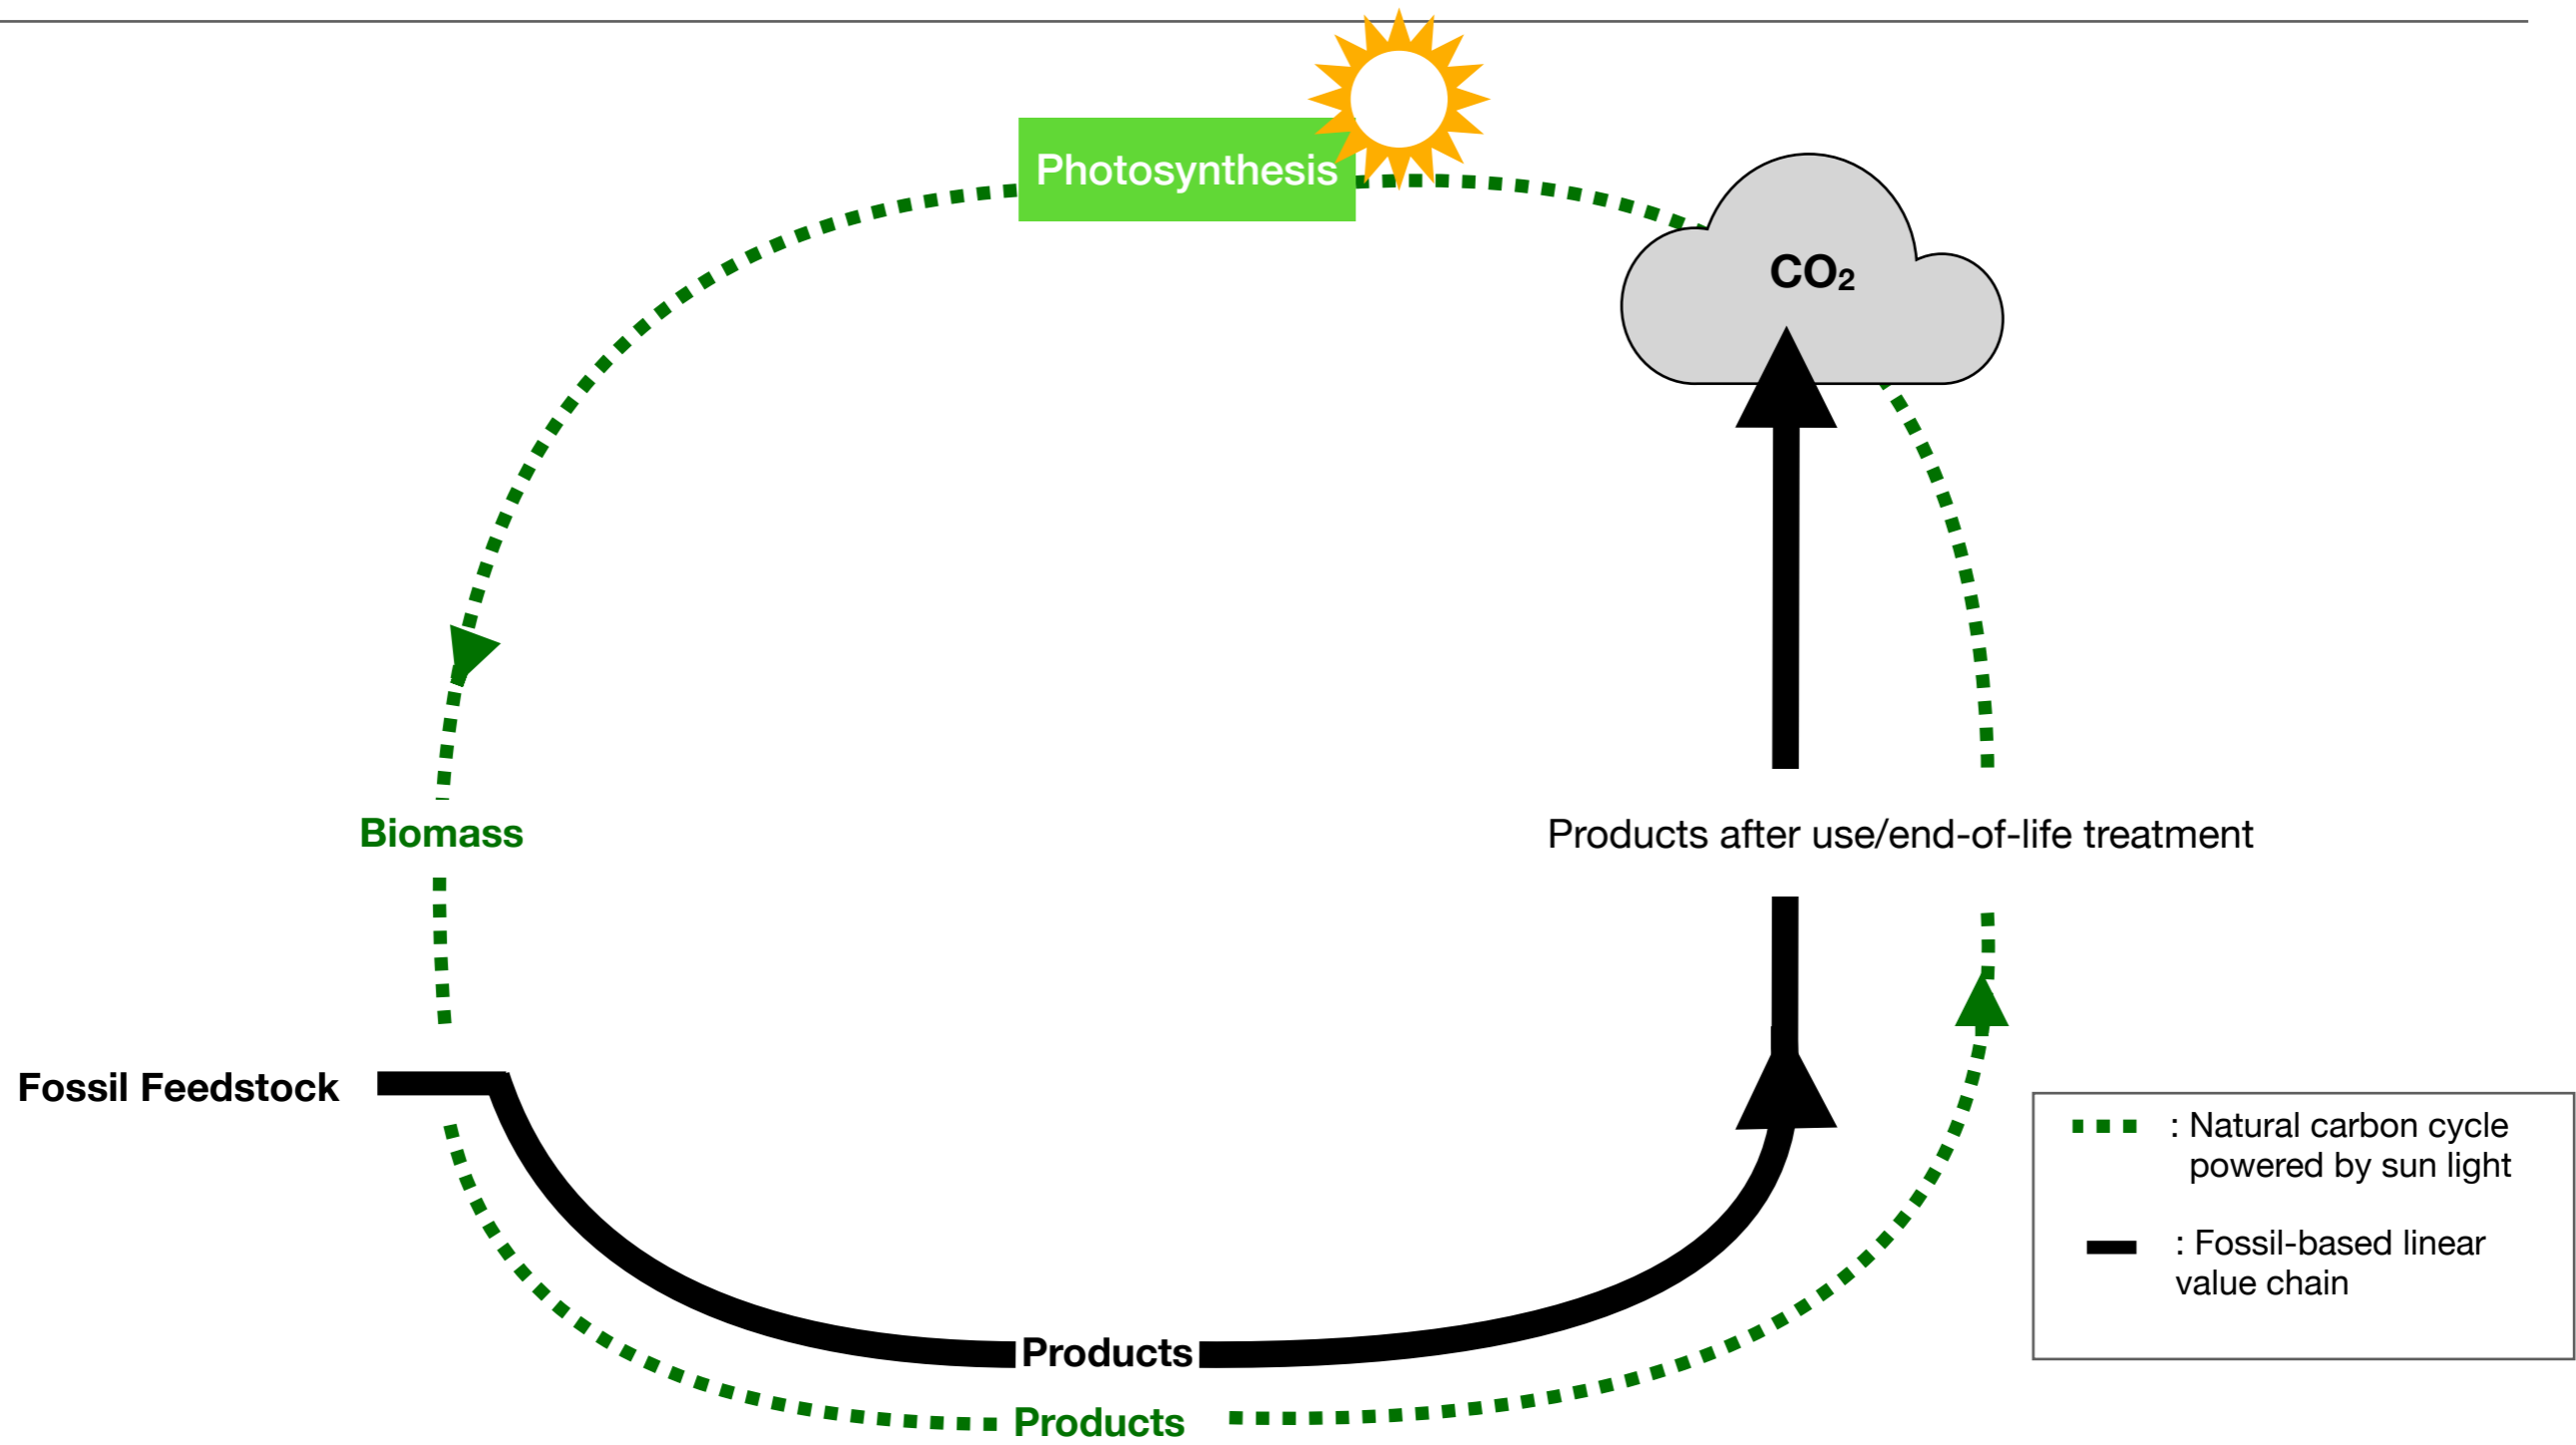 Photosynthesis
CO₂
Biomass
Products after use/end-of-life treatment
Fossil Feedstock
Products
Products
: Natural carbon cycle
powered by sun light
: Fossil-based linear
value chain